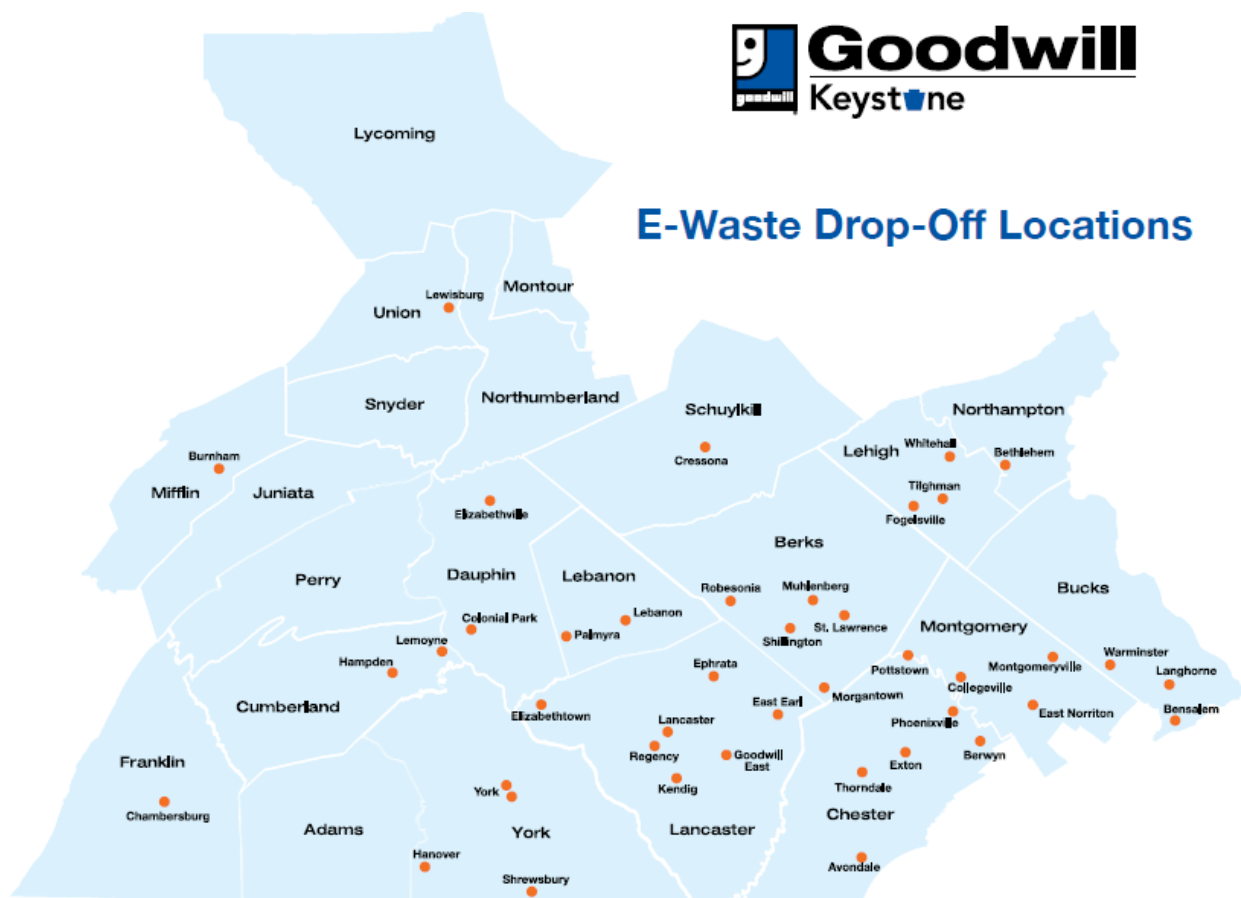 Goodwill
goodwill
Keystone
E-Waste Drop-Off Locations
Lycoming
Montour
Lewisburg
Union
Northumberland
Snyder
Schuylkill
Northampton
Whitehall
Lehigh
Bethlehem
Burnham
Cressona
Mifflin
Juniata
Tilghman
Elizabethville
Fogelsville
Berks
Perry
Dauphin
Lebanon
Robesonia
Muhlenberg
Bucks
Colonial Park
Lebanon
St. Lawrence
Montgomery
Palmyra
Shillington
Lemoyne
Warminster
Hampden
Ephrata
Pottstown
Montgomeryville
Langhorne
Morgantown
Collegeville
Cumberland
East Earl
Elizabethtown
Phoenixville
East Norriton
Bensalem
Lancaster
Regency
Goodwill
East
Exton
Berwyn
Franklin
Kendig
Thorndale
York
Chambersburg
Chester
Adams
York
Lancaster
Hanover
Avondale
Shrewsbury